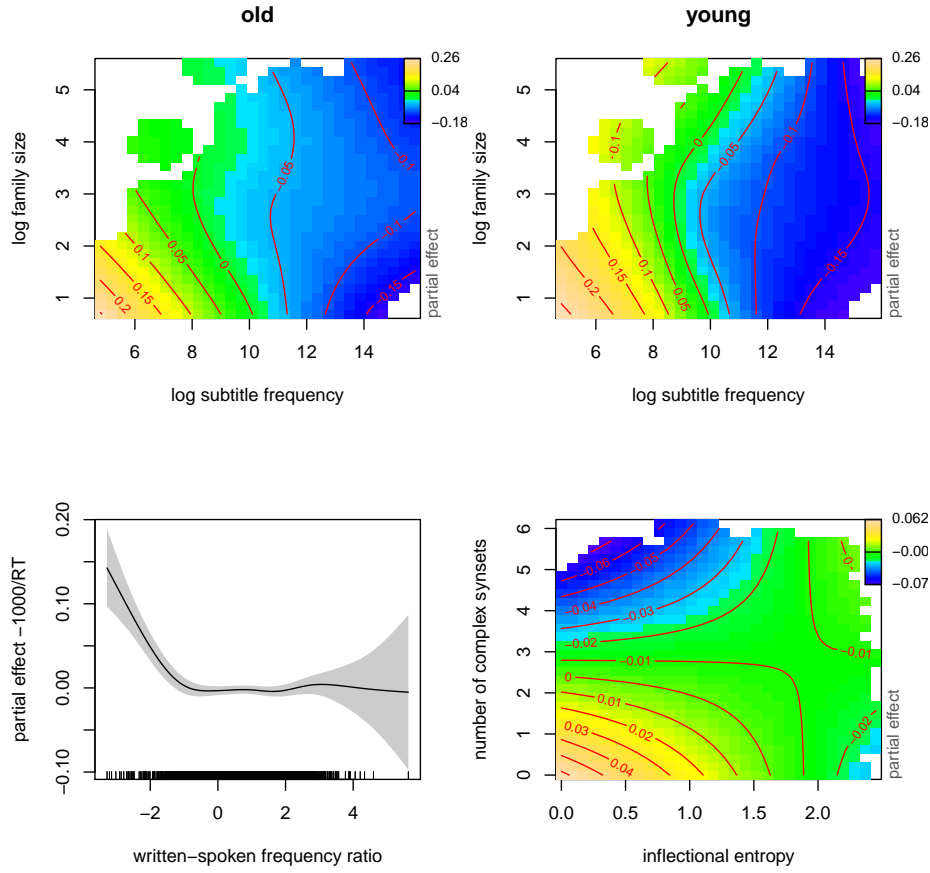 old
young
0.26
0.04
−0.18
log family size
1 2 3 4 5
0.2
0.15
0.1
0.05
0
−0.05
−0.1
−0.1
−0.15
partial effect
6 8 10 12 14
log subtitle frequency
0.26
0.04
−0.18
log family size
1 2 3 4 5
0.2
0.15
0.1
0.05
0
−0.05
−0.1
−0.15
0.1
partial effect
6 8 10 12 14
log subtitle frequency
partial effect −1000/RT
−0.10 0.00 0.10 0.20
−2 0 2 4
written−spoken frequency ratio
0.062
−0.00
−0.07
number of complex synsets
0 1 2 3 4 5 6
−0.06
−0.05
−0.04
−0.03
−0.02
−0.01
0
0.01
0.02
0.03
0.04
0
−0.01
−0.02
partial effect
0.0 0.5 1.0 1.5 2.0
inflectional entropy